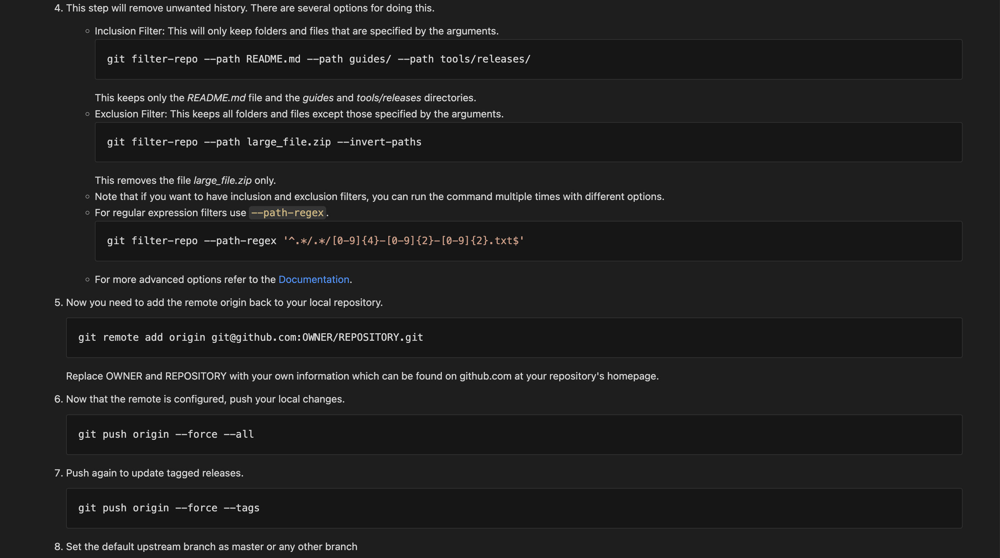 4. This step will remove unwanted history. There are several options for doing this.
○ Inclusion Filter: This will only keep folders and files that are specified by the arguments.
git filter-repo --path README.md --path guides/ --path tools/releases/
This keeps only the README.md file and the guides and tools/releases directories.
○ Exclusion Filter: This keeps all folders and files except those specified by the arguments.
git filter-repo --path large_file.zip --invert-paths
This removes the file large_file.zip only.
○ Note that if you want to have inclusion and exclusion filters, you can run the command multiple times with different options.
○ For regular expression filters use --path-regex.
git filter-repo --path-regex '^.*/.*/[0-9]{4}-[0-9]{2}-[0-9]{2}.txt$'
○ For more advanced options refer to the Documentation.
5. Now you need to add the remote origin back to your local repository.
git remote add origin git@github.com:OWNER/REPOSITORY.git
Replace OWNER and REPOSITORY with your own information which can be found on github.com at your repository's homepage.
6. Now that the remote is configured, push your local changes.
git push origin --force --all
7. Push again to update tagged releases.
git push origin --force --tags
8. Set the default upstream branch as master or any other branch